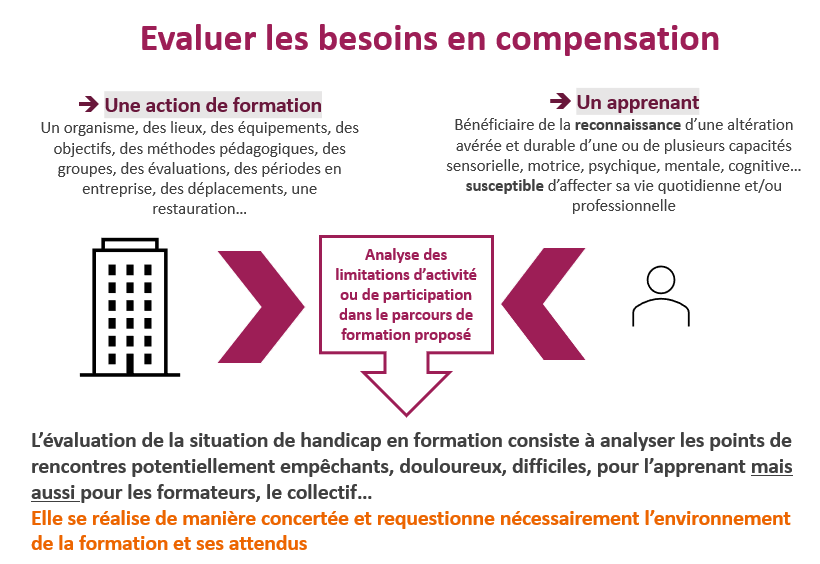 Evaluer les besoins en compensation
➔ Une action de formation
Un organisme, des lieux, des équipements, des
objectifs, des méthodes pédagogiques, des
groupes, des évaluations, des périodes en
entreprise, des déplacements, une
restauration…
➔ Un apprenant
Bénéficiaire de la reconnaissance d’une altération
avérée et durable d’une ou de plusieurs capacités
sensorielle, motrice, psychique, mentale, cognitive…
susceptible d’affecter sa vie quotidienne et/ou
professionnelle
Analyse des
limitations d’activité
ou de participation
dans le parcours de
formation proposé
L’évaluation de la situation de handicap en formation consiste à analyser les points de
rencontres potentiellement empêchants, douloureux, difficiles, pour l’apprenant mais
aussi pour les formateurs, le collectif…
Elle se réalise de manière concertée et requestionne nécessairement l’environnement
de la formation et ses attendus